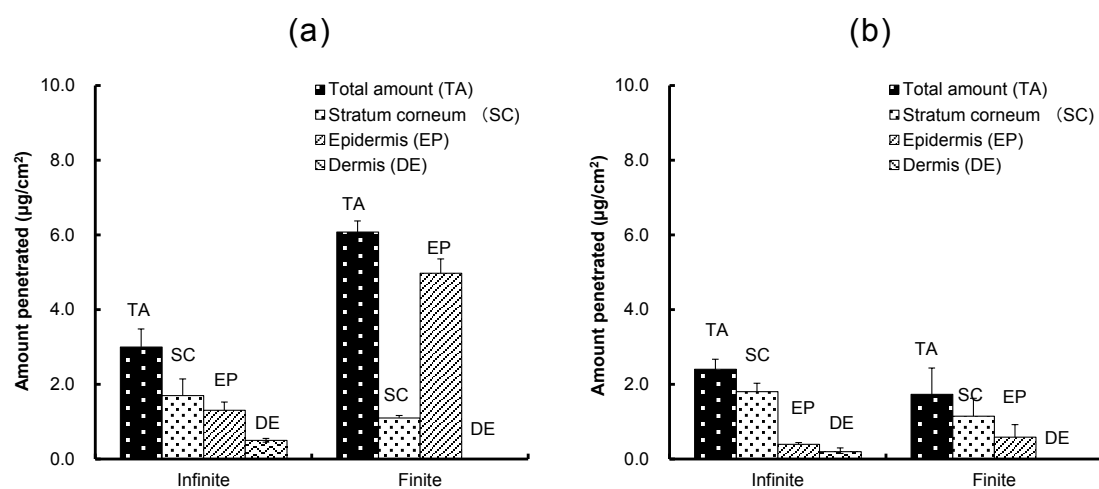 (a)
Amount penetrated (µg/cm²)
10.0
8.0
6.0
4.0
2.0
0.0
Total amount (TA)
Stratum corneum （SC)
Epidermis (EP)
Dermis (DE)
TA
SC
EP
DE
TA
SC
EP
DE
Infinite
Finite
(b)
Amount penetrated (µg/cm²)
10.0
8.0
6.0
4.0
2.0
0.0
Total amount (TA)
Stratum corneum （SC)
Epidermis (EP)
Dermis (DE)
TA
SC
EP
DE
TA
SC
EP
DE
Infinite
Finite